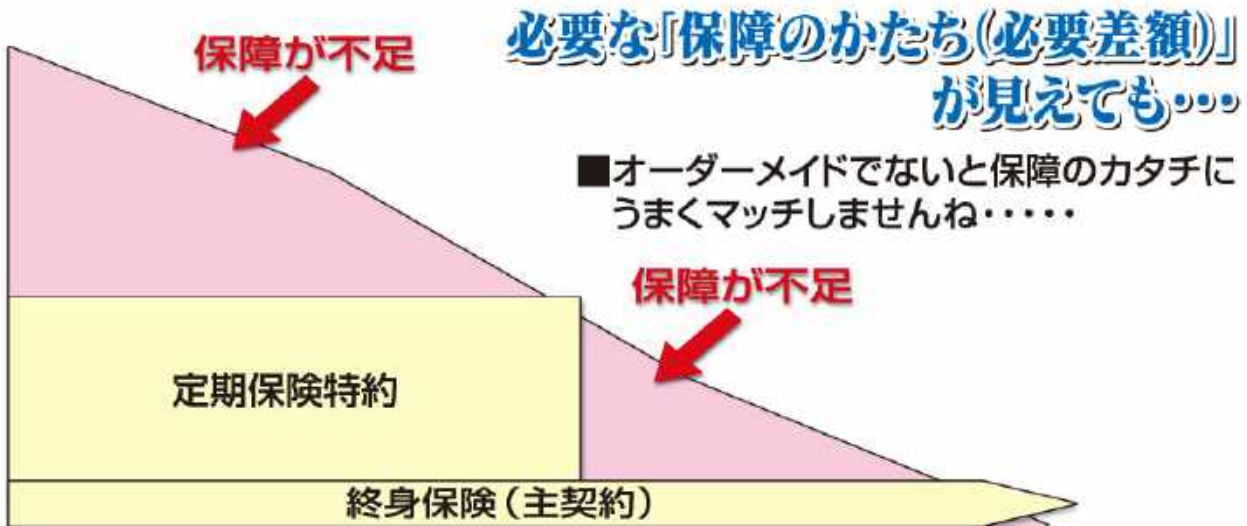 必要な「保障のかたち(必要差額)」
が見えても･･･
保障が不足
■オーダーメイドでないと保障のカタチに
うまくマッチしませんね･････
保障が不足
定期保険特約
終身保険(主契約)